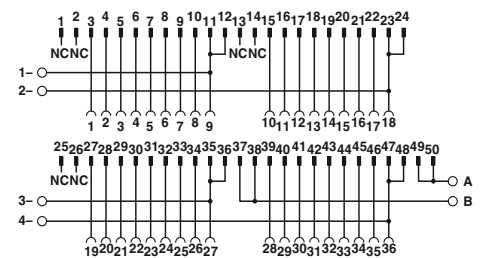 1 2 3 4 5 6 7 8 9 10 11 12 13 14 15 16 17 18 19 20 21 22 23 24
NC NC NC NC
1–
2–
1 2 3 4 5 6 7 8 9 10 11 12 13 14 15 16 17 18
25 26 27 28 29 30 31 32 33 34 35 36 37 38 39 40 41 42 43 44 45 46 47 48 49 50
NC NC
A
3– B
4–
19 20 21 22 23 24 25 26 27 28 29 30 31 32 33 34 35 36